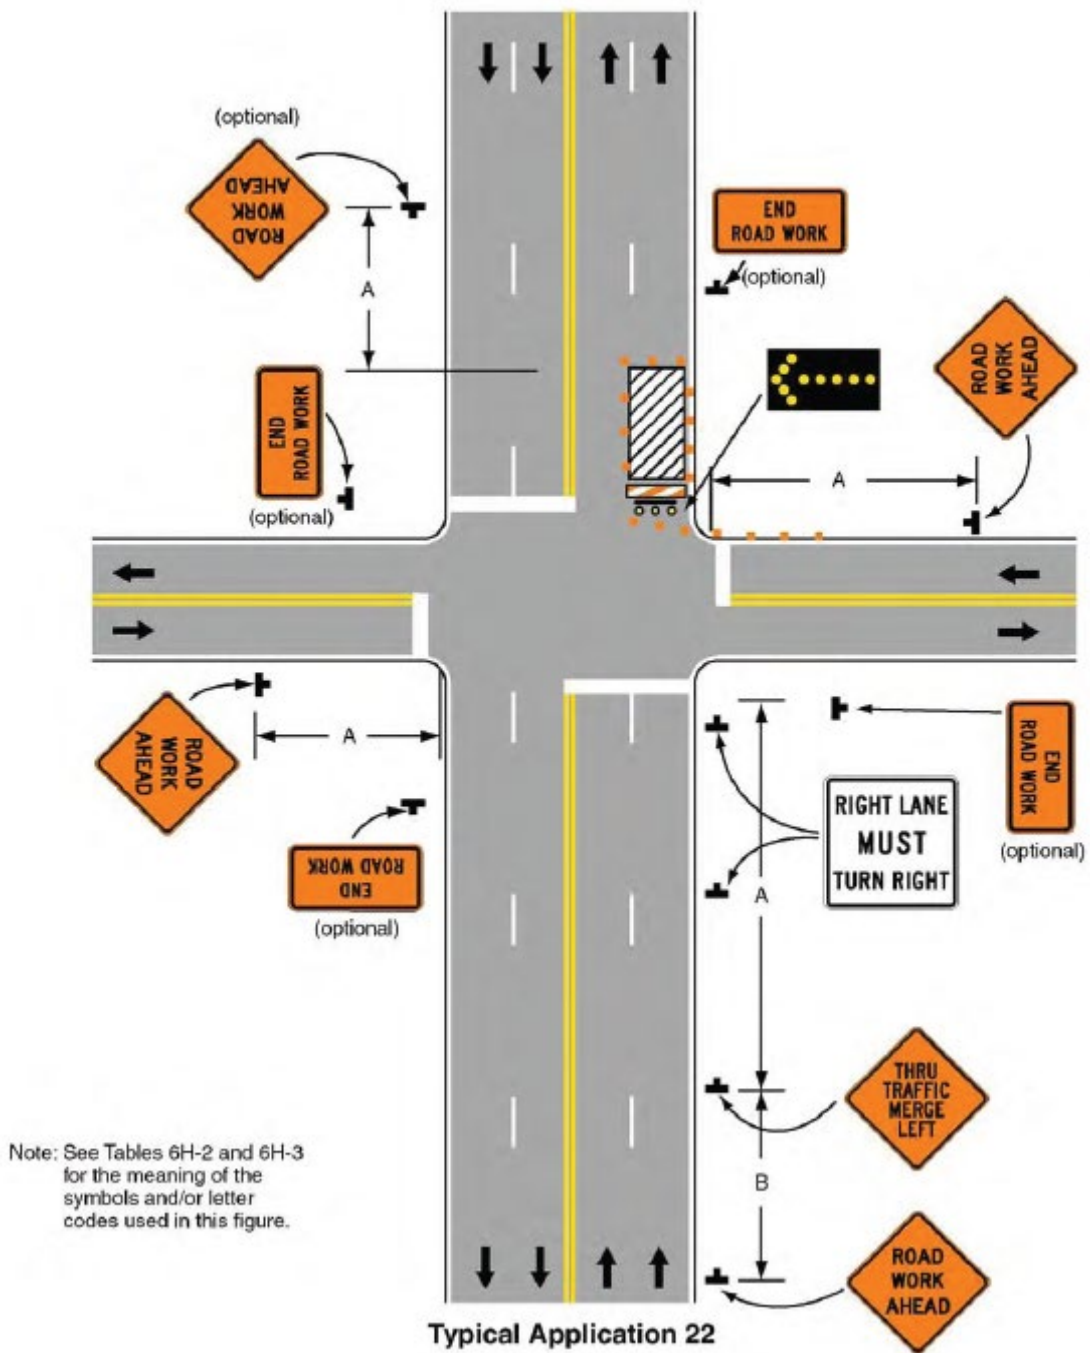 (optional)
ROAD
WORK
AHEAD
A
END
ROAD WORK
(optional)
END
ROAD WORK
(optional)
ROAD
WORK
AHEAD
A
ROAD
WORK
AHEAD
A
END
ROAD WORK
(optional)
RIGHT LANE
MUST
TURN RIGHT
A
END
ROAD WORK
(optional)
THRU
TRAFFIC
MERGE
LEFT
B
ROAD
WORK
AHEAD
Note: See Tables 6H-2 and 6H-3
for the meaning of the
symbols and/or letter
codes used in this figure.
Typical Application 22